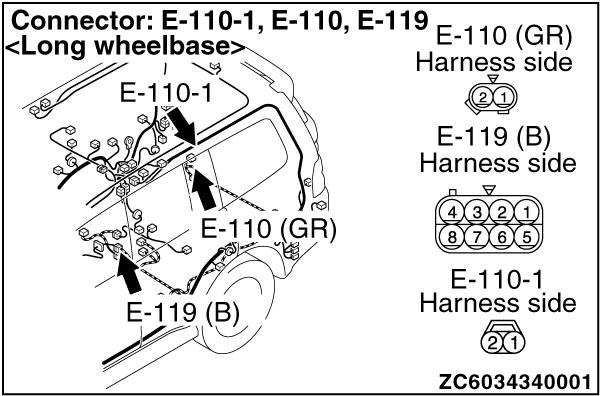 Connector: E-110-1, E-110, E-119
<Long wheelbase>
E-110-1
E-110 (GR)
E-119 (B)
E-110 (GR)
Harness side
2 1
E-119 (B)
Harness side
4 3 2 1
8 7 6 5
E-110-1
Harness side
2 1
ZC6034340001